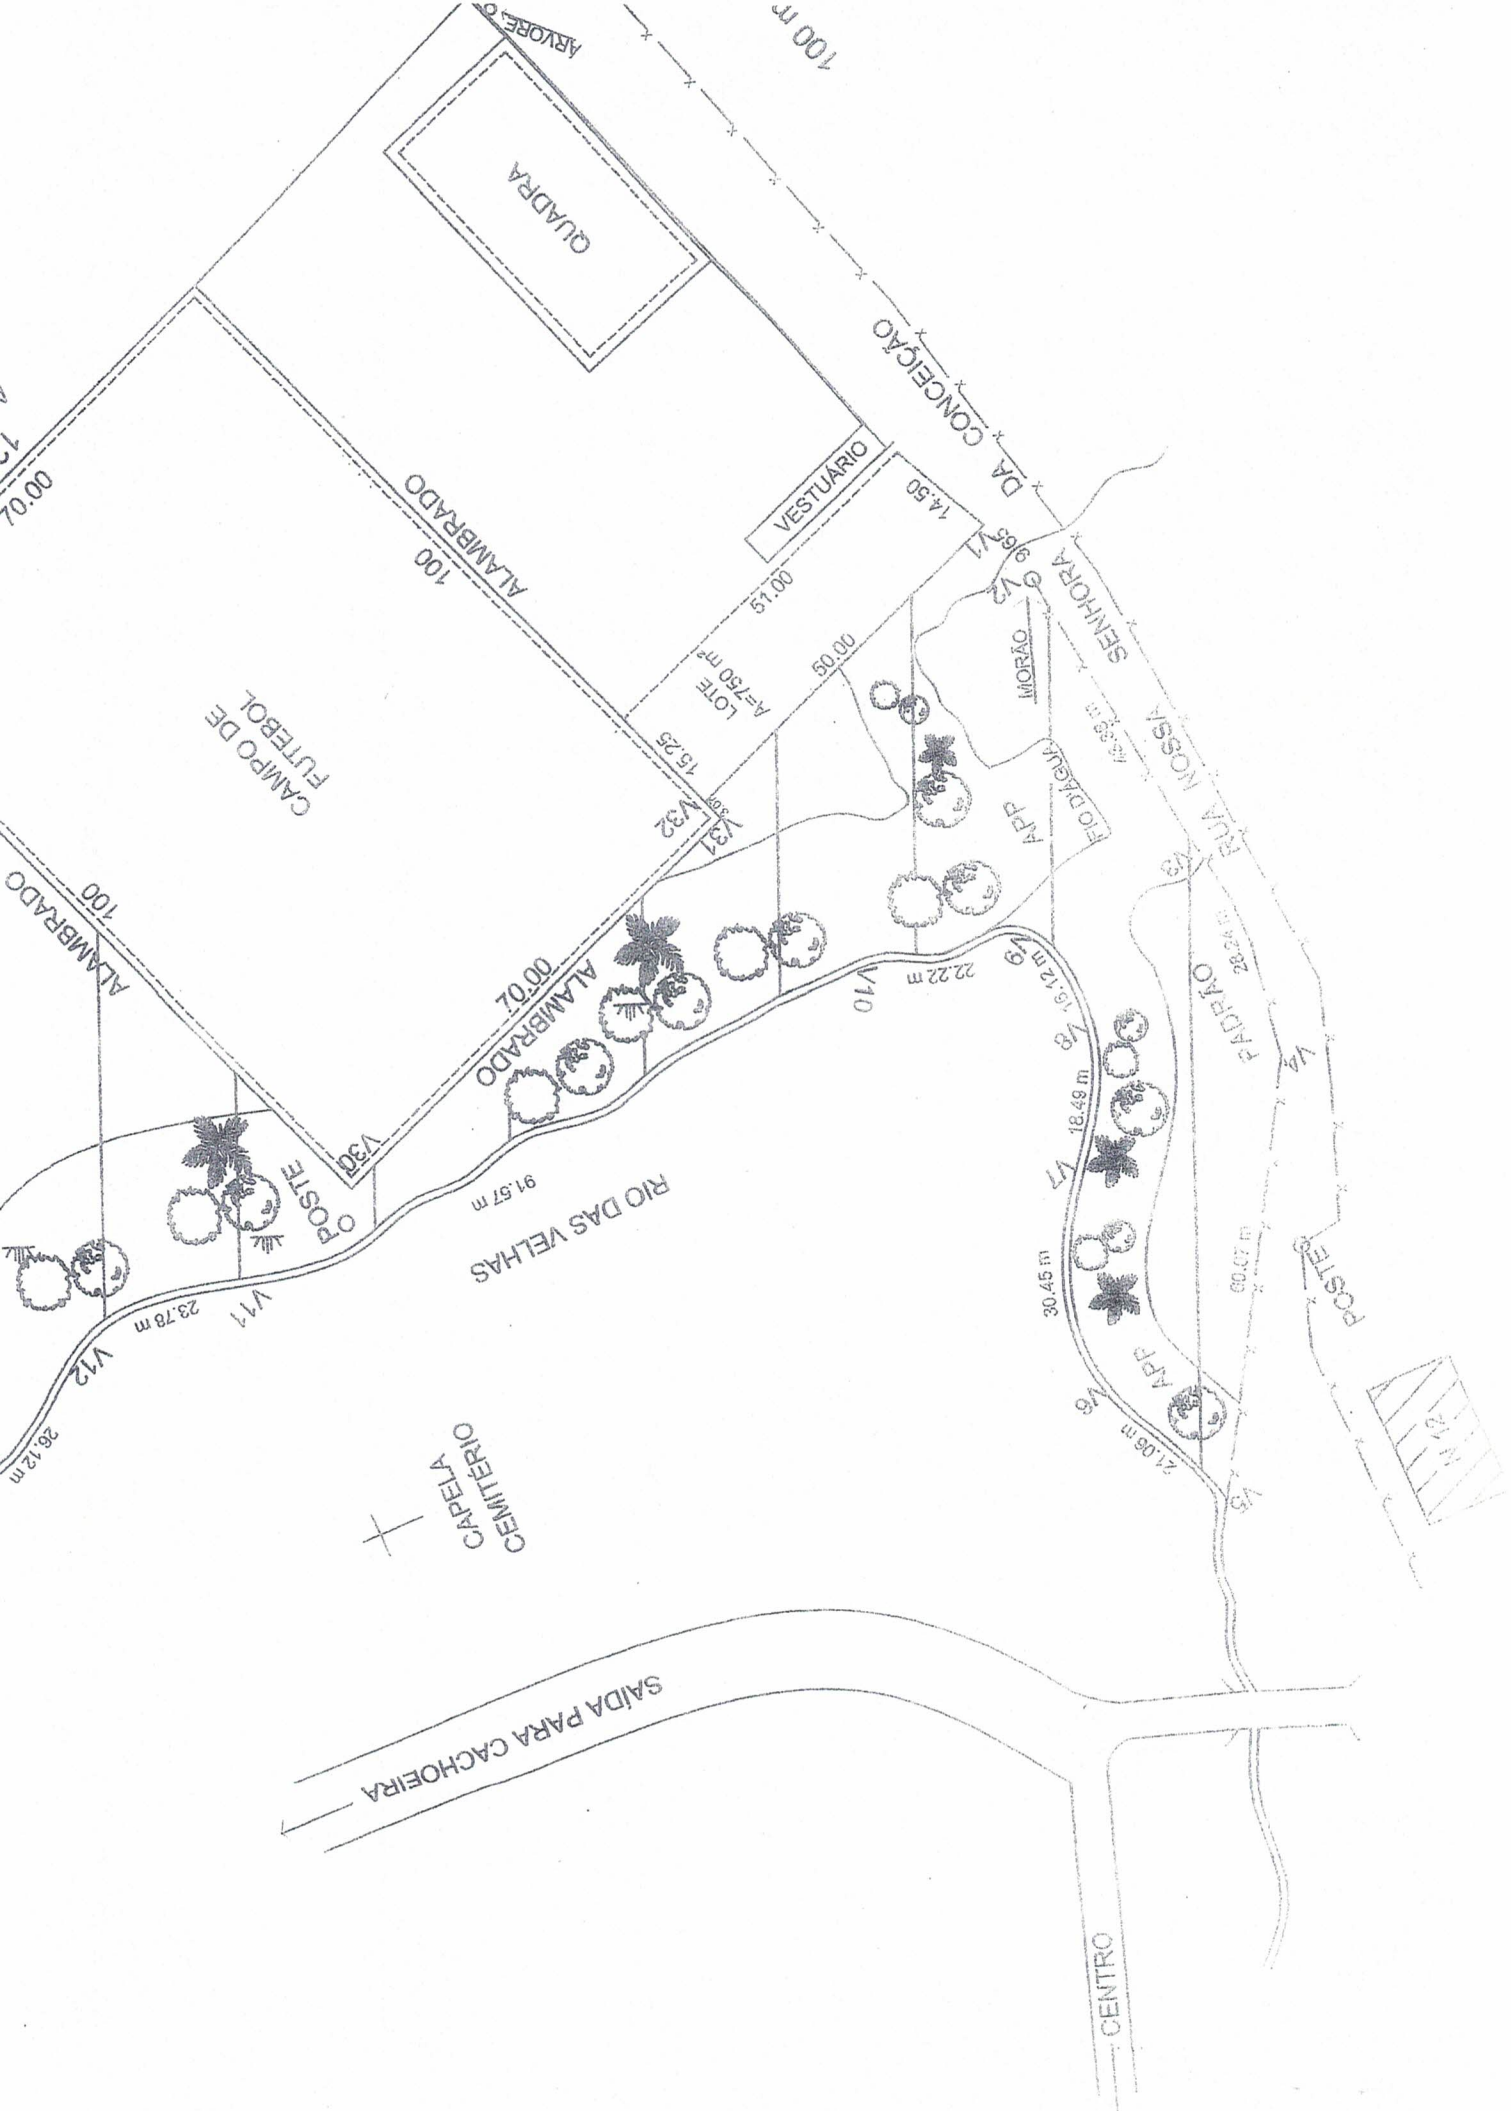 ÁRVORE,
100 m
QUADRA
70.00
ALAMBRADO
100
VESTUÁRIO
14.50
51.00
LOTE
A=750 m²
50.00
15.25
CAMPO DE
FUTEBOL
RUA NOSSA SENHORA DA CONCEIÇÃO
V1
9.65
V2
MORÃO
FIO D'ÁGUA
APP
V3
28.24 m
PADRÃO
V4
60.07 m
POSTE
V5
21.06 m
V6
APP
30.45 m
V7
18.49 m
V8
16.12 m
V9
22.22 m
V10
V32
V31
70.00
ALAMBRADO
91.57 m
RIO DAS VELHAS
ALAMBRADO
100
V30
POSTE
V11
23.78 m
V12
26.12 m
CAPELA
CEMITÉRIO
SAÍDA PARA CACHOEIRA
CENTRO